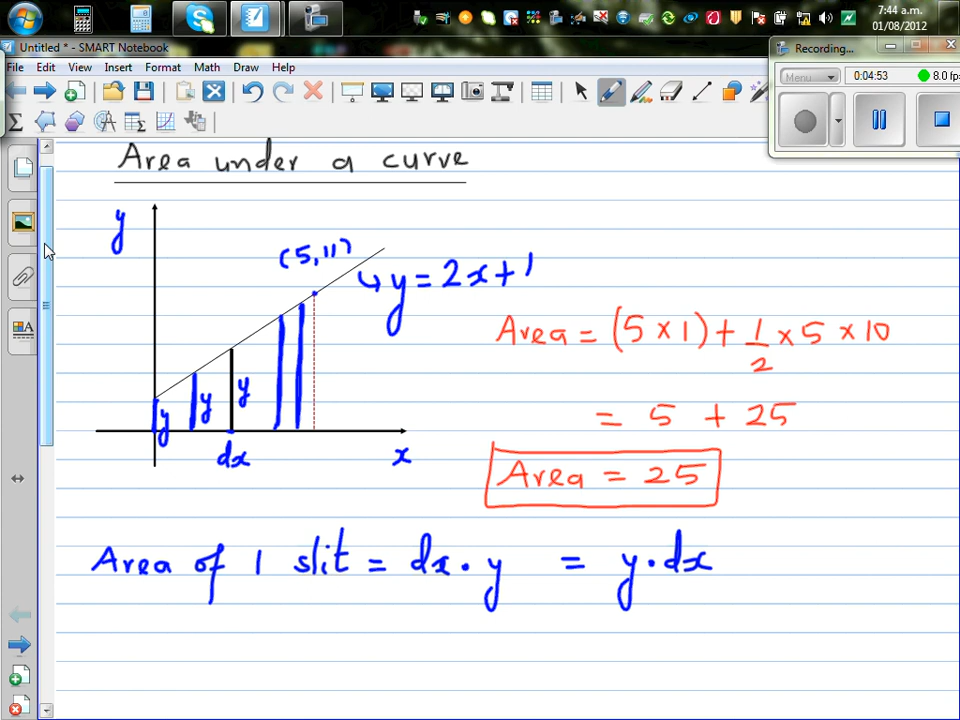 7:44 a.m.
01/08/2012
Untitled * - SMART Notebook
Recording...
File Edit View Insert Format Math Draw Help
Menu
0:04:53
8.0 fp
Area under a curve
y
(5,11)
y = 2x + 1
Area = (5 × 1) + 1/2 × 5 × 10
y y y
= 5 + 25
dx
x
Area = 25
Area of 1 slit = dx · y = y · dx